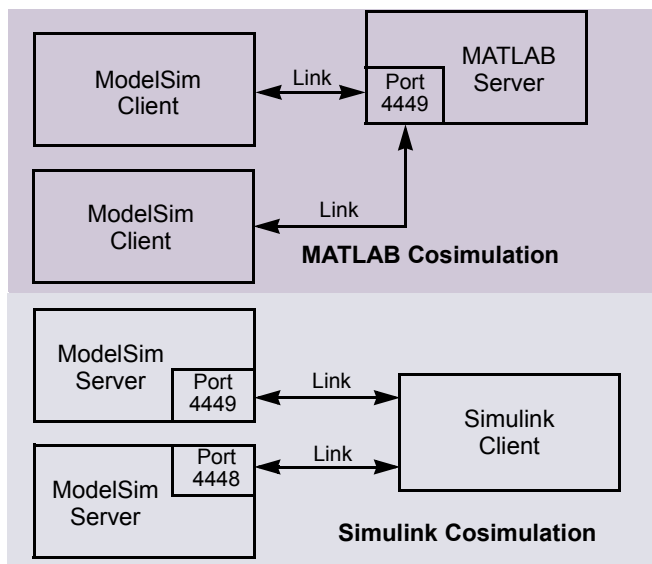 ModelSim
Client
Link
Port
4449
MATLAB
Server
ModelSim
Client
Link
MATLAB Cosimulation
ModelSim
Server
Port
4449
Link
Simulink
Client
ModelSim
Server
Port
4448
Link
Simulink Cosimulation